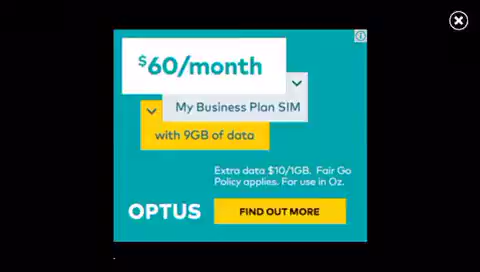 $60/month
My Business Plan SIM
with 9GB of data
Extra data $10/1GB. Fair Go
Policy applies. For use in Oz.
OPTUS
FIND OUT MORE